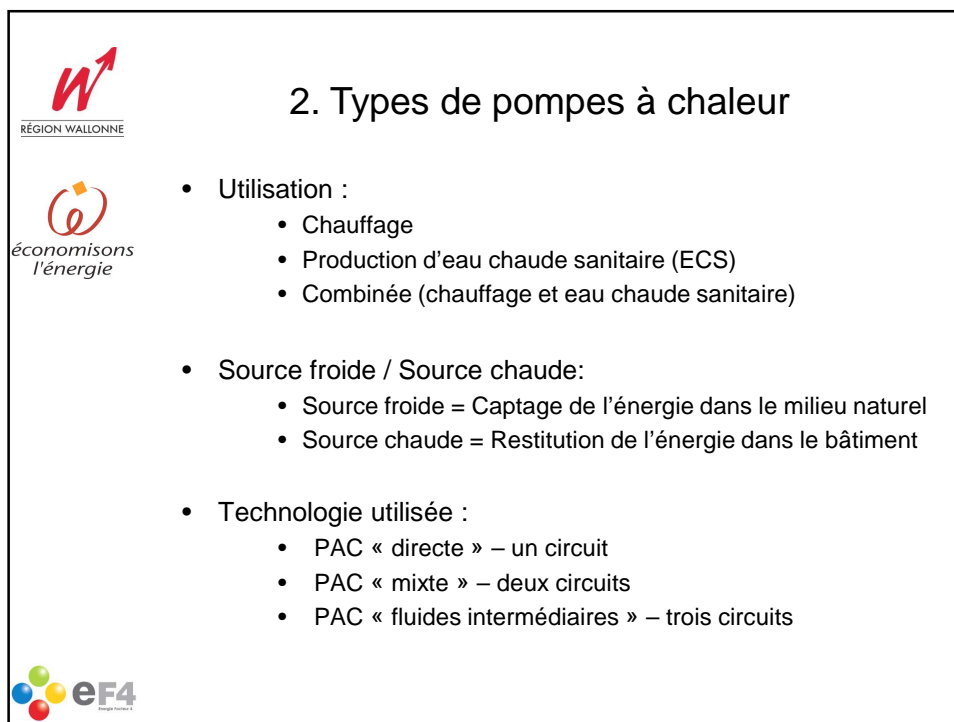 RÉGION WALLONNE
économisons
l'énergie
2. Types de pompes à chaleur
• Utilisation :
• Chauffage
• Production d'eau chaude sanitaire (ECS)
• Combinée (chauffage et eau chaude sanitaire)
• Source froide / Source chaude:
• Source froide = Captage de l'énergie dans le milieu naturel
• Source chaude = Restitution de l'énergie dans le bâtiment
• Technologie utilisée :
• PAC « directe » – un circuit
• PAC « mixte » – deux circuits
• PAC « fluides intermédiaires » – trois circuits
eF4
Energie Facteur 4